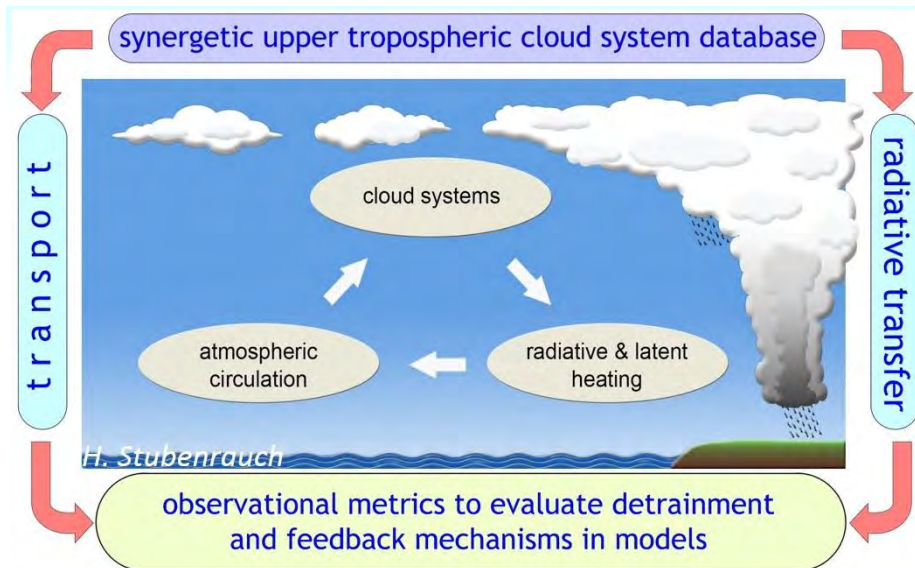 synergetic upper tropospheric cloud system database
transport
radiative transfer
cloud systems
atmospheric
circulation
radiative & latent
heating
H. Stubenrauch
observational metrics to evaluate detrainment
and feedback mechanisms in models